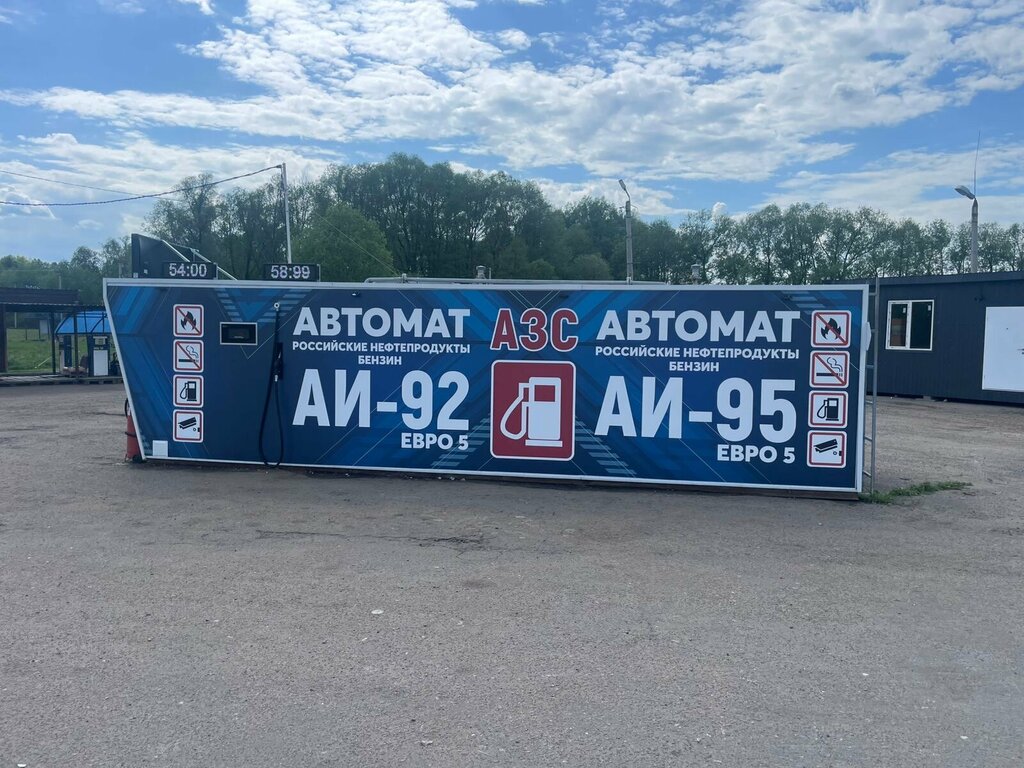 54:00
58:99
АВТОМАТ
РОССИЙСКИЕ НЕФТЕПРОДУКТЫ
БЕНЗИН
АИ-92
ЕВРО 5
АЗС
АВТОМАТ
РОССИЙСКИЕ НЕФТЕПРОДУКТЫ
БЕНЗИН
АИ-95
ЕВРО 5